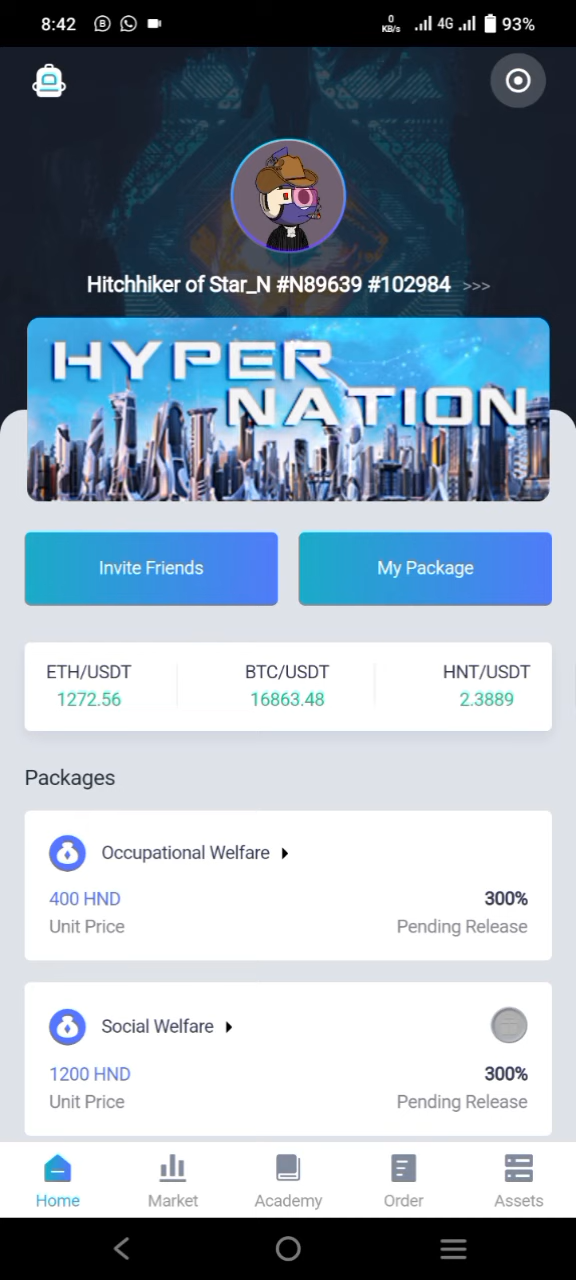 8:42
0
KB/s
4G
93%
Hitchhiker of Star_N #N89639 #102984 >>>
HYPER
NATION
Invite Friends
My Package
ETH/USDT
BTC/USDT
HNT/USDT
1272.56
16863.48
2.3889
Packages
Occupational Welfare
400 HND
300%
Unit Price
Pending Release
Social Welfare
1200 HND
300%
Unit Price
Pending Release
Home
Market
Academy
Order
Assets